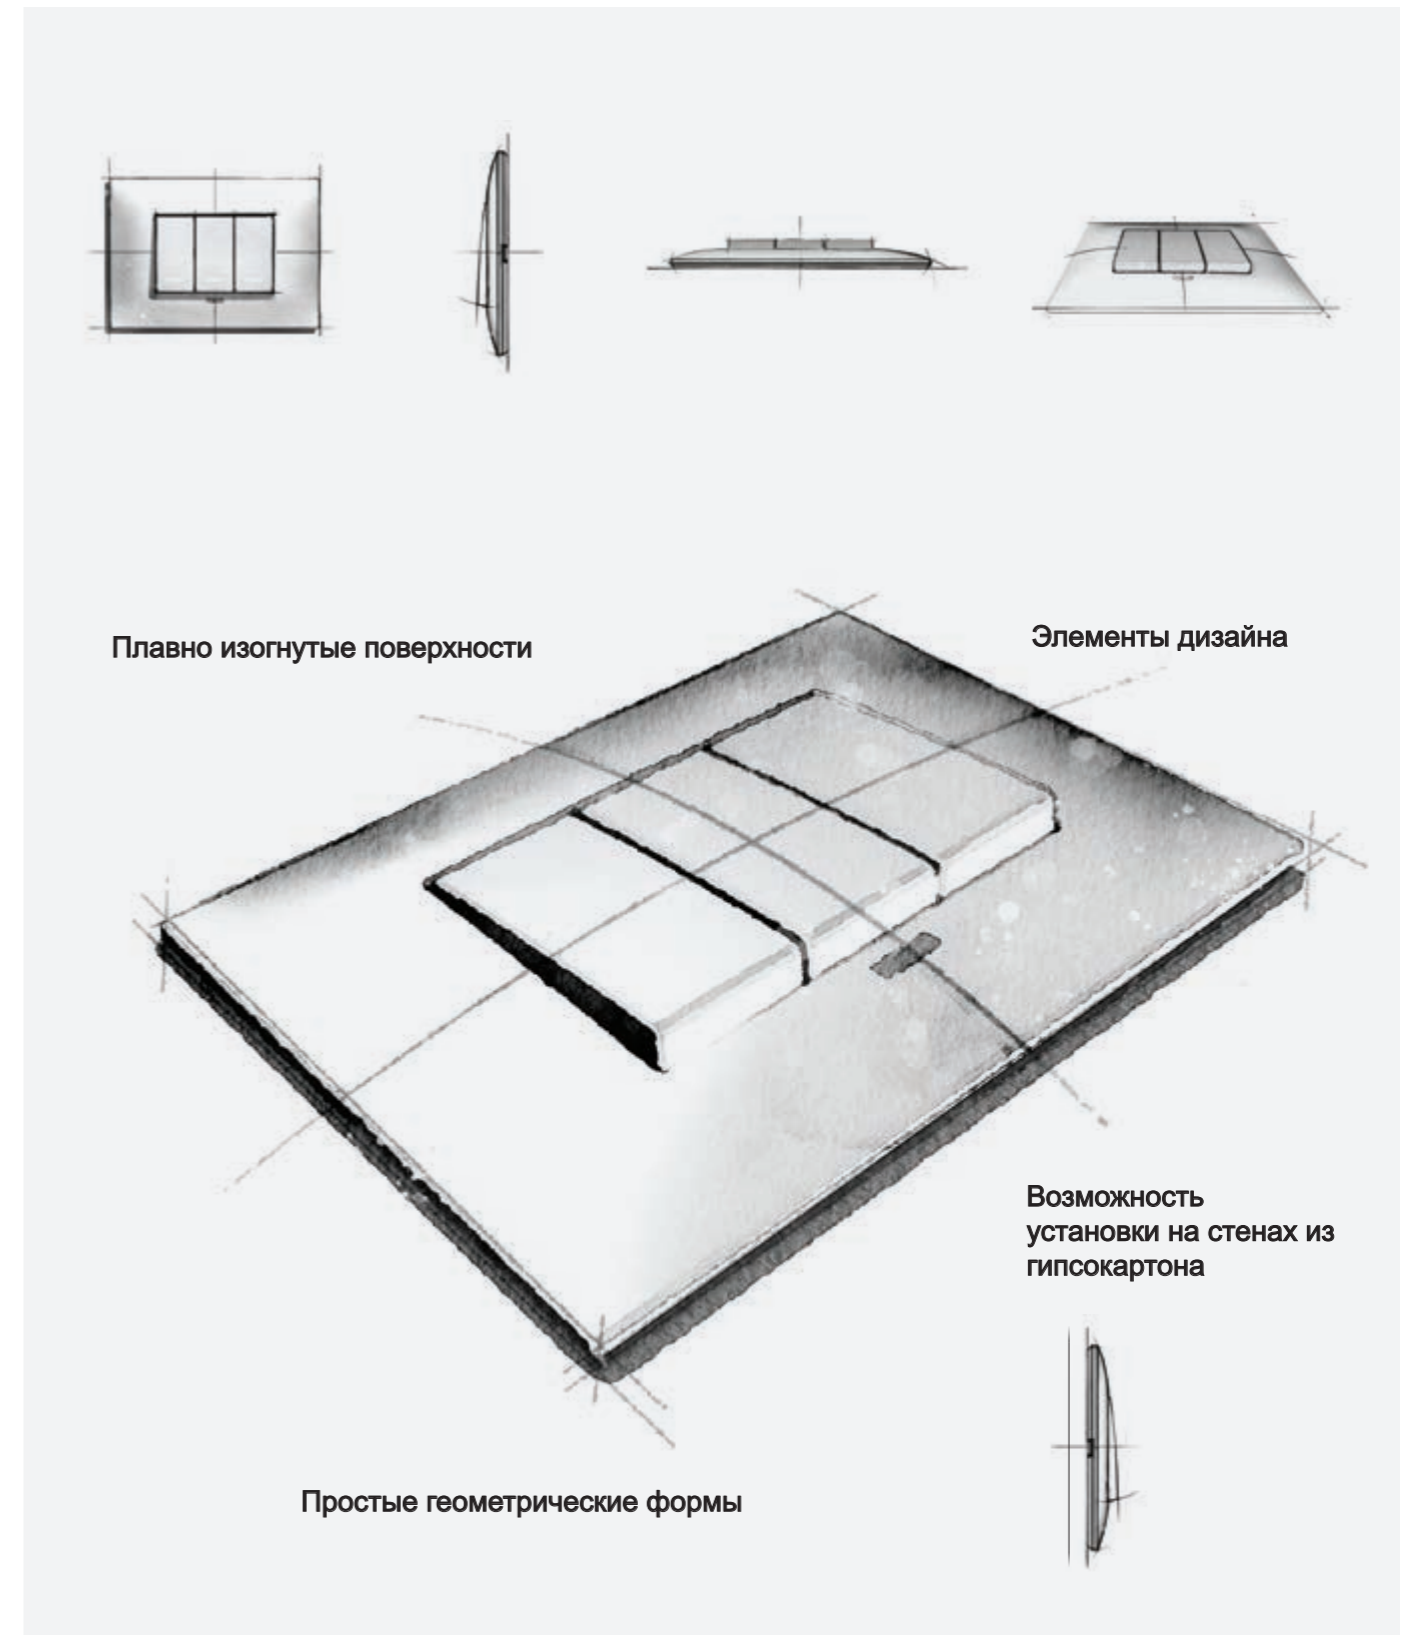 Плавно изогнутые поверхности
Элементы дизайна
Возможность
установки на стенах из
гипсокартона
Простые геометрические формы